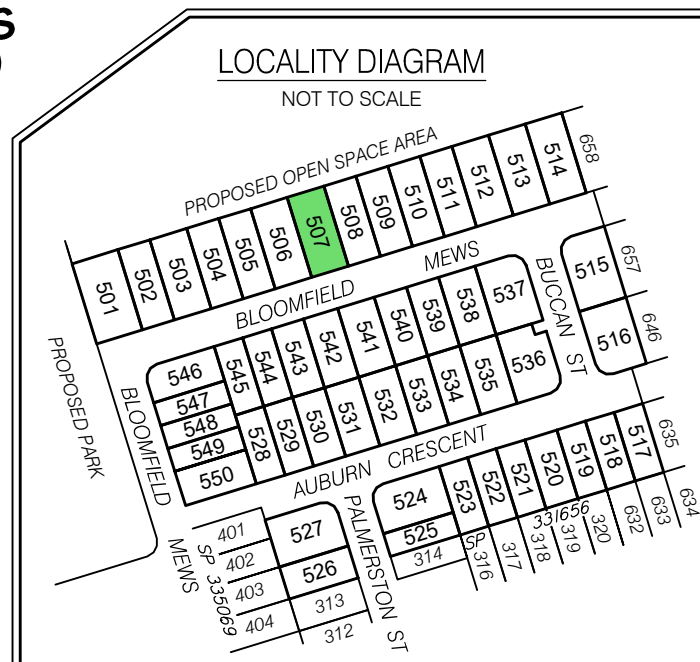 S
)
LOCALITY DIAGRAM
NOT TO SCALE
PROPOSED OPEN SPACE AREA
501 502 503 504 505 506 507 508 509 510 511 512 513 514 658
BLOOMFIELD MEWS
PROPOSED PARK
BLOOMFIELD MEWS
BUCCAN ST
515 657
516 646
546 545 544 543 542 541 540 539 538 537
547
548
549
550 528 529 530 531 532 533 534 535 536
AUBURN CRESCENT
PALMERSTON ST
524 523 522 521 520 519 518 517 635
525
314 SP 331656
316 317 318 319 320 632 633 634
401 527
402 526
403 313
404 312
SP 335069